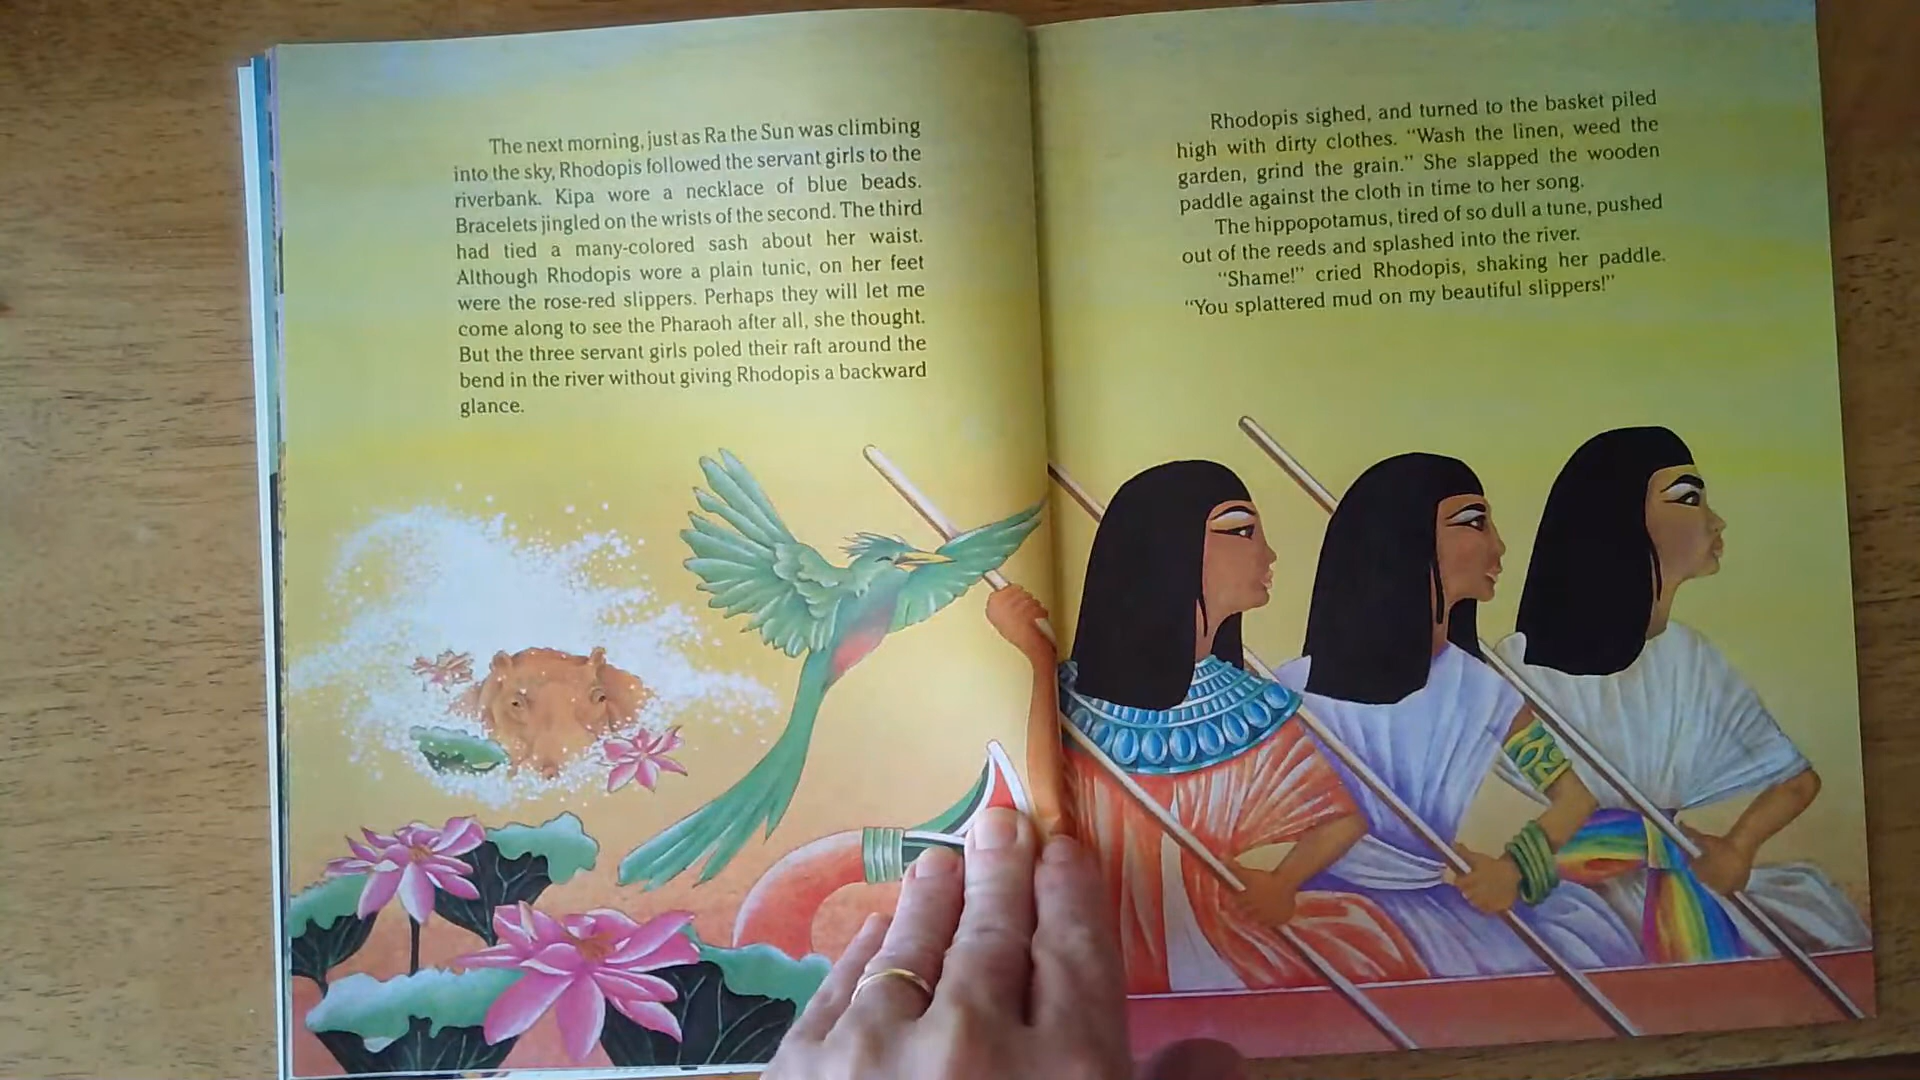 The next morning, just as Ra the Sun was climbing
into the sky, Rhodopis followed the servant girls to the
riverbank. Kipa wore a necklace of blue beads.
Bracelets jingled on the wrists of the second. The third
had tied a many-colored sash about her waist.
Although Rhodopis wore a plain tunic, on her feet
were the rose-red slippers. Perhaps they will let me
come along to see the Pharaoh after all, she thought.
But the three servant girls poled their raft around the
bend in the river without giving Rhodopis a backward
glance.
Rhodopis sighed, and turned to the basket piled
high with dirty clothes. “Wash the linen, weed the
garden, grind the grain.” She slapped the wooden
paddle against the cloth in time to her song.
The hippopotamus, tired of so dull a tune, pushed
out of the reeds and splashed into the river.
“Shame!” cried Rhodopis, shaking her paddle.
“You splattered mud on my beautiful slippers!”